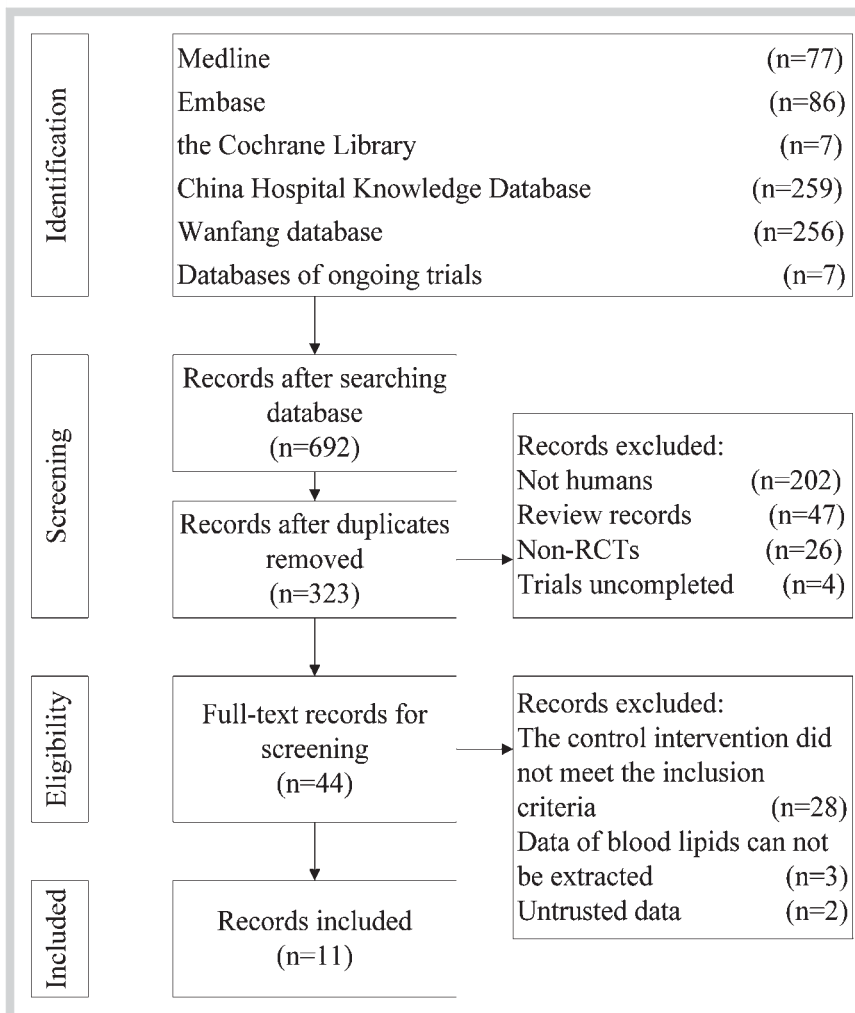 Identification
Medline (n=77)
Embase (n=86)
the Cochrane Library (n=7)
China Hospital Knowledge Database (n=259)
Wanfang database (n=256)
Databases of ongoing trials (n=7)
Screening
Records after searching
database
(n=692)
Records after duplicates
removed
(n=323)
Records excluded:
Not humans (n=202)
Review records (n=47)
Non-RCTs (n=26)
Trials uncompleted (n=4)
Eligibility
Full-text records for
screening
(n=44)
Records excluded:
The control intervention did
not meet the inclusion
criteria (n=28)
Data of blood lipids can not
be extracted (n=3)
Untrusted data (n=2)
Included
Records included
(n=11)